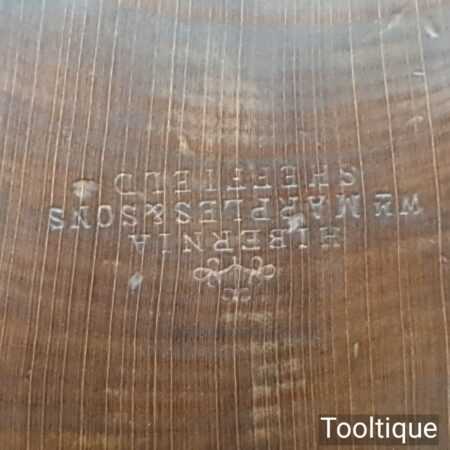 HIBERNIA
Wᴹ MARPLES & SONS
SHEFFIELD
Tooltique